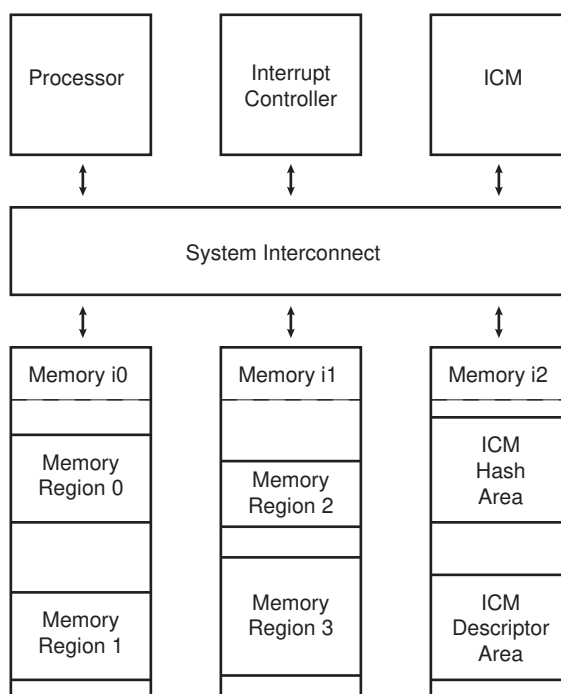 Processor
Interrupt
Controller
ICM
System Interconnect
Memory i0
Memory i1
Memory i2
Memory
Region 0
Memory
Region 2
ICM
Hash
Area
Memory
Region 1
Memory
Region 3
ICM
Descriptor
Area